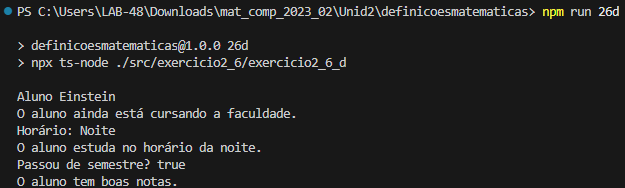 PS C:\Users\LAB-48\Downloads\mat_comp_2023_02\Unid2\definicoesmatematicas> npm run 26d
> definicoesmatematicas@1.0.0 26d
> npx ts-node ./src/exercicio2_6/exercicio2_6_d
Aluno Einstein
O aluno ainda está cursando a faculdade.
Horário: Noite
O aluno estuda no horário da noite.
Passou de semestre? true
O aluno tem boas notas.